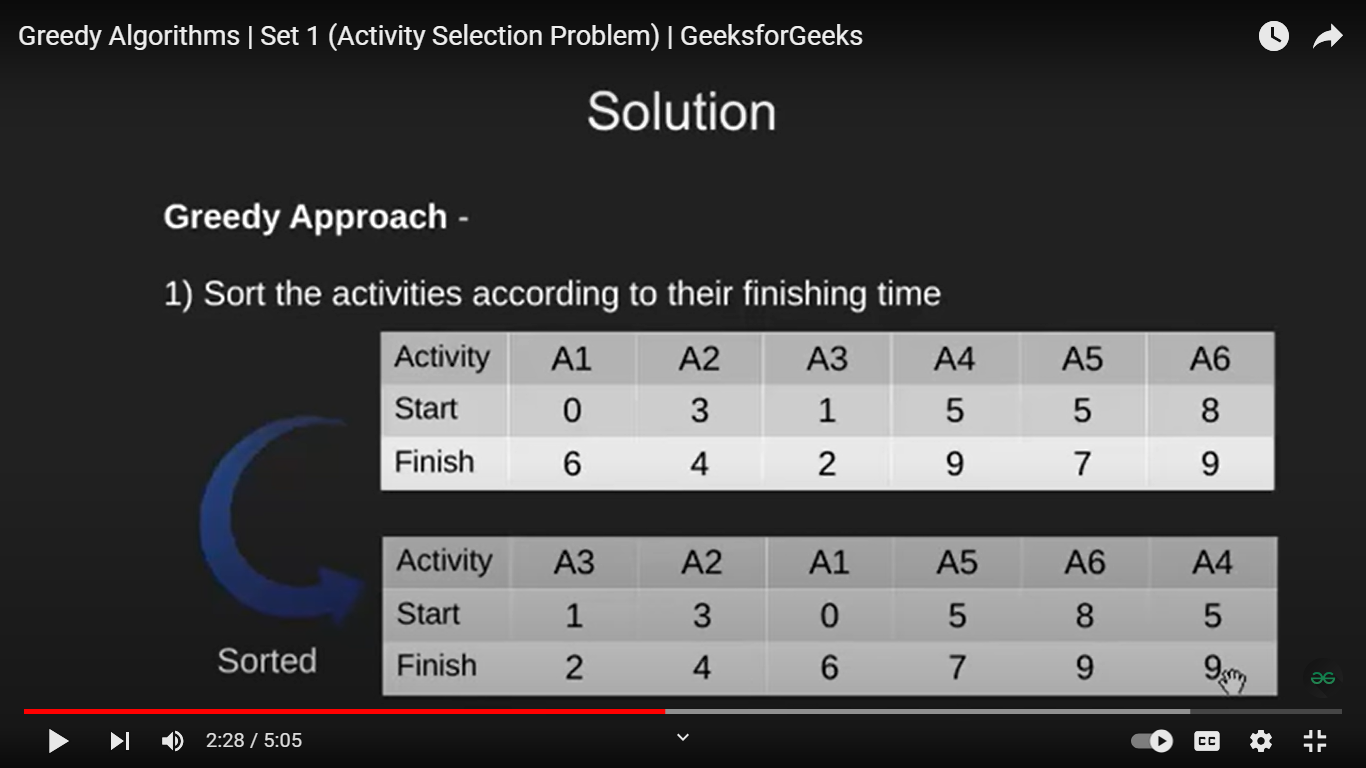 Greedy Algorithms | Set 1 (Activity Selection Problem) | GeeksforGeeks
Solution
Greedy Approach -
1) Sort the activities according to their finishing time
Activity A1 A2 A3 A4 A5 A6
Start 0 3 1 5 5 8
Finish 6 4 2 9 7 9
Activity A3 A2 A1 A5 A6 A4
Start 1 3 0 5 8 5
Finish 2 4 6 7 9 9
Sorted
2:28 / 5:05
CC